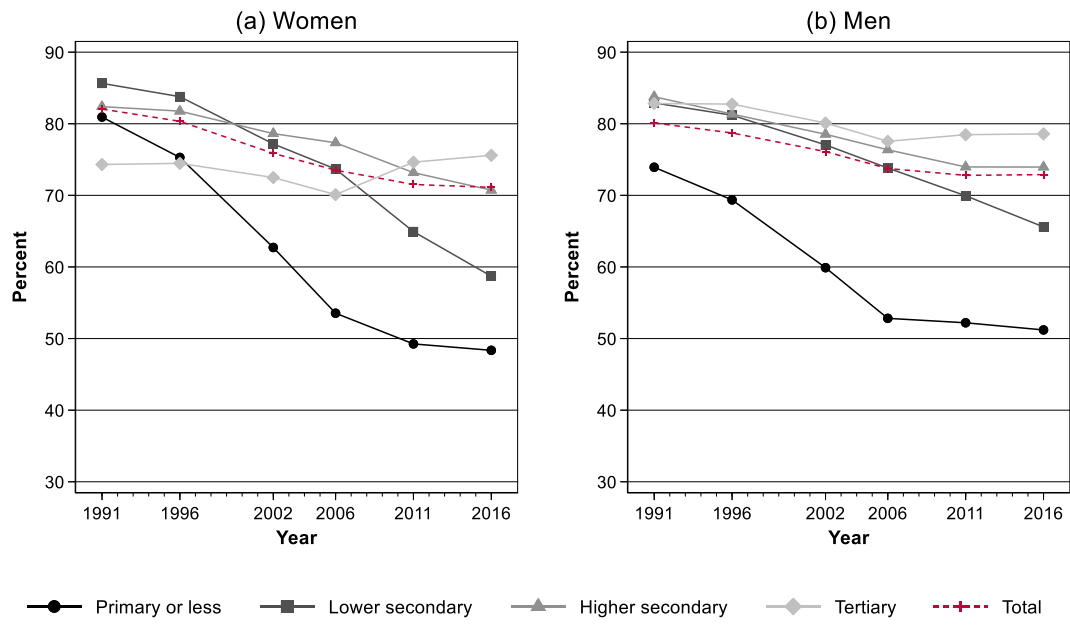 (a) Women
(b) Men
Percent
90
80
70
60
50
40
30
1991 1996 2002 2006 2011 2016
Year
Percent
90
80
70
60
50
40
30
1991 1996 2002 2006 2011 2016
Year
Primary or less Lower secondary Higher secondary Tertiary Total